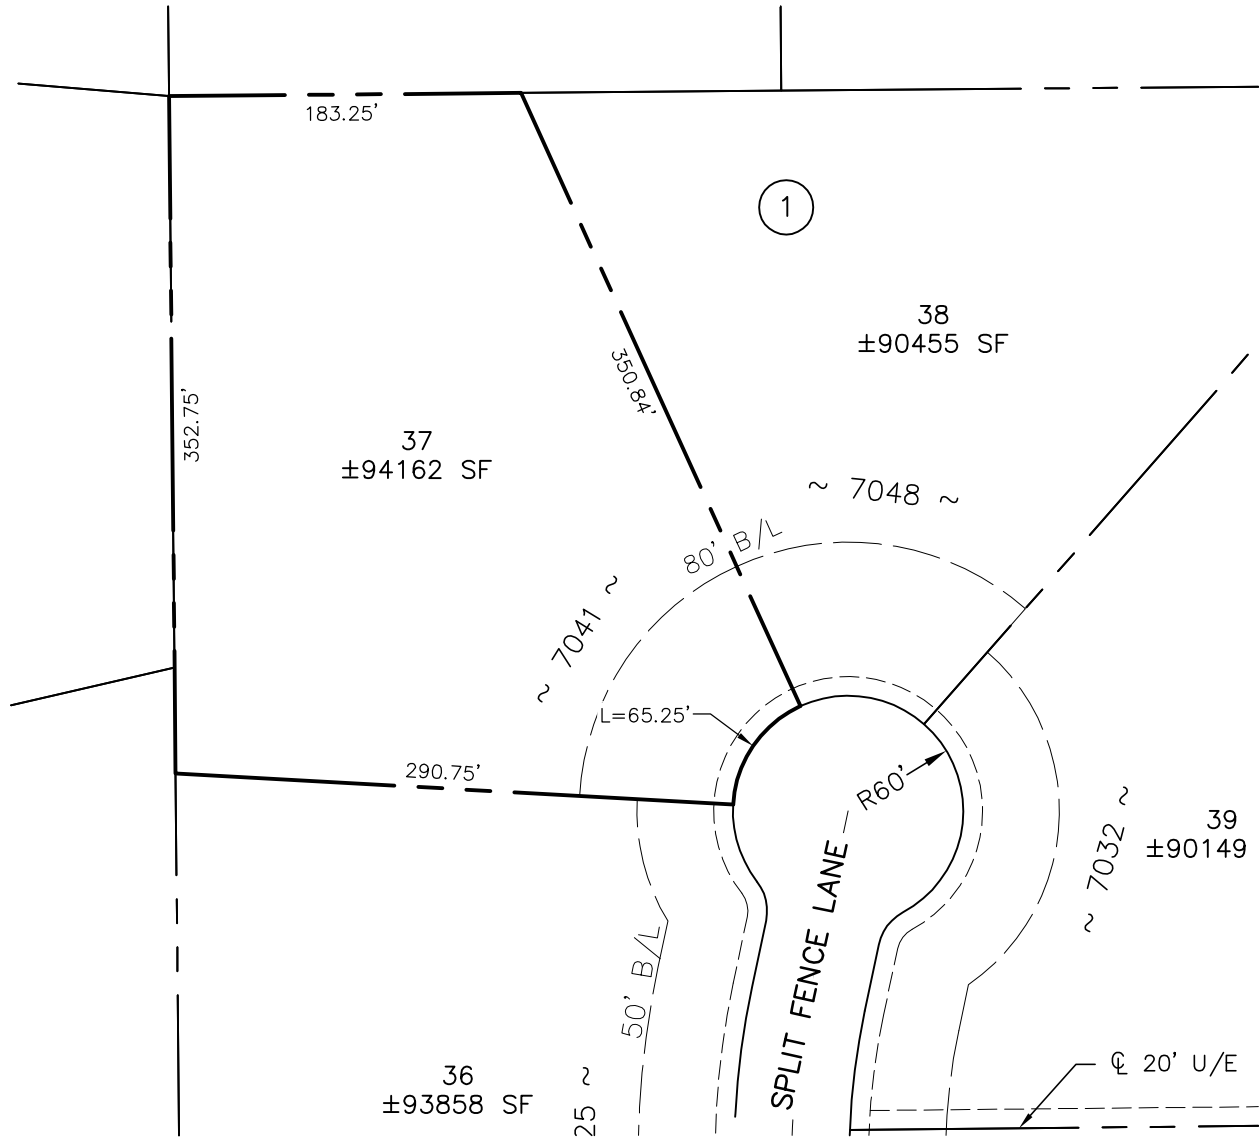 183.25'
1
38
±90455 SF
350.84'
352.75'
37
±94162 SF
~ 7048 ~
80' B/L
~ 7041 ~
L=65.25'
290.75'
R60'
~ 7032 ~
39
±90149
SPLIT FENCE LANE
50' B/L
36
±93858 SF
25 ~
℄ 20' U/E